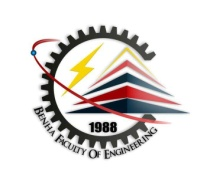 1988
BENHA FACULTY OF ENGINEERING